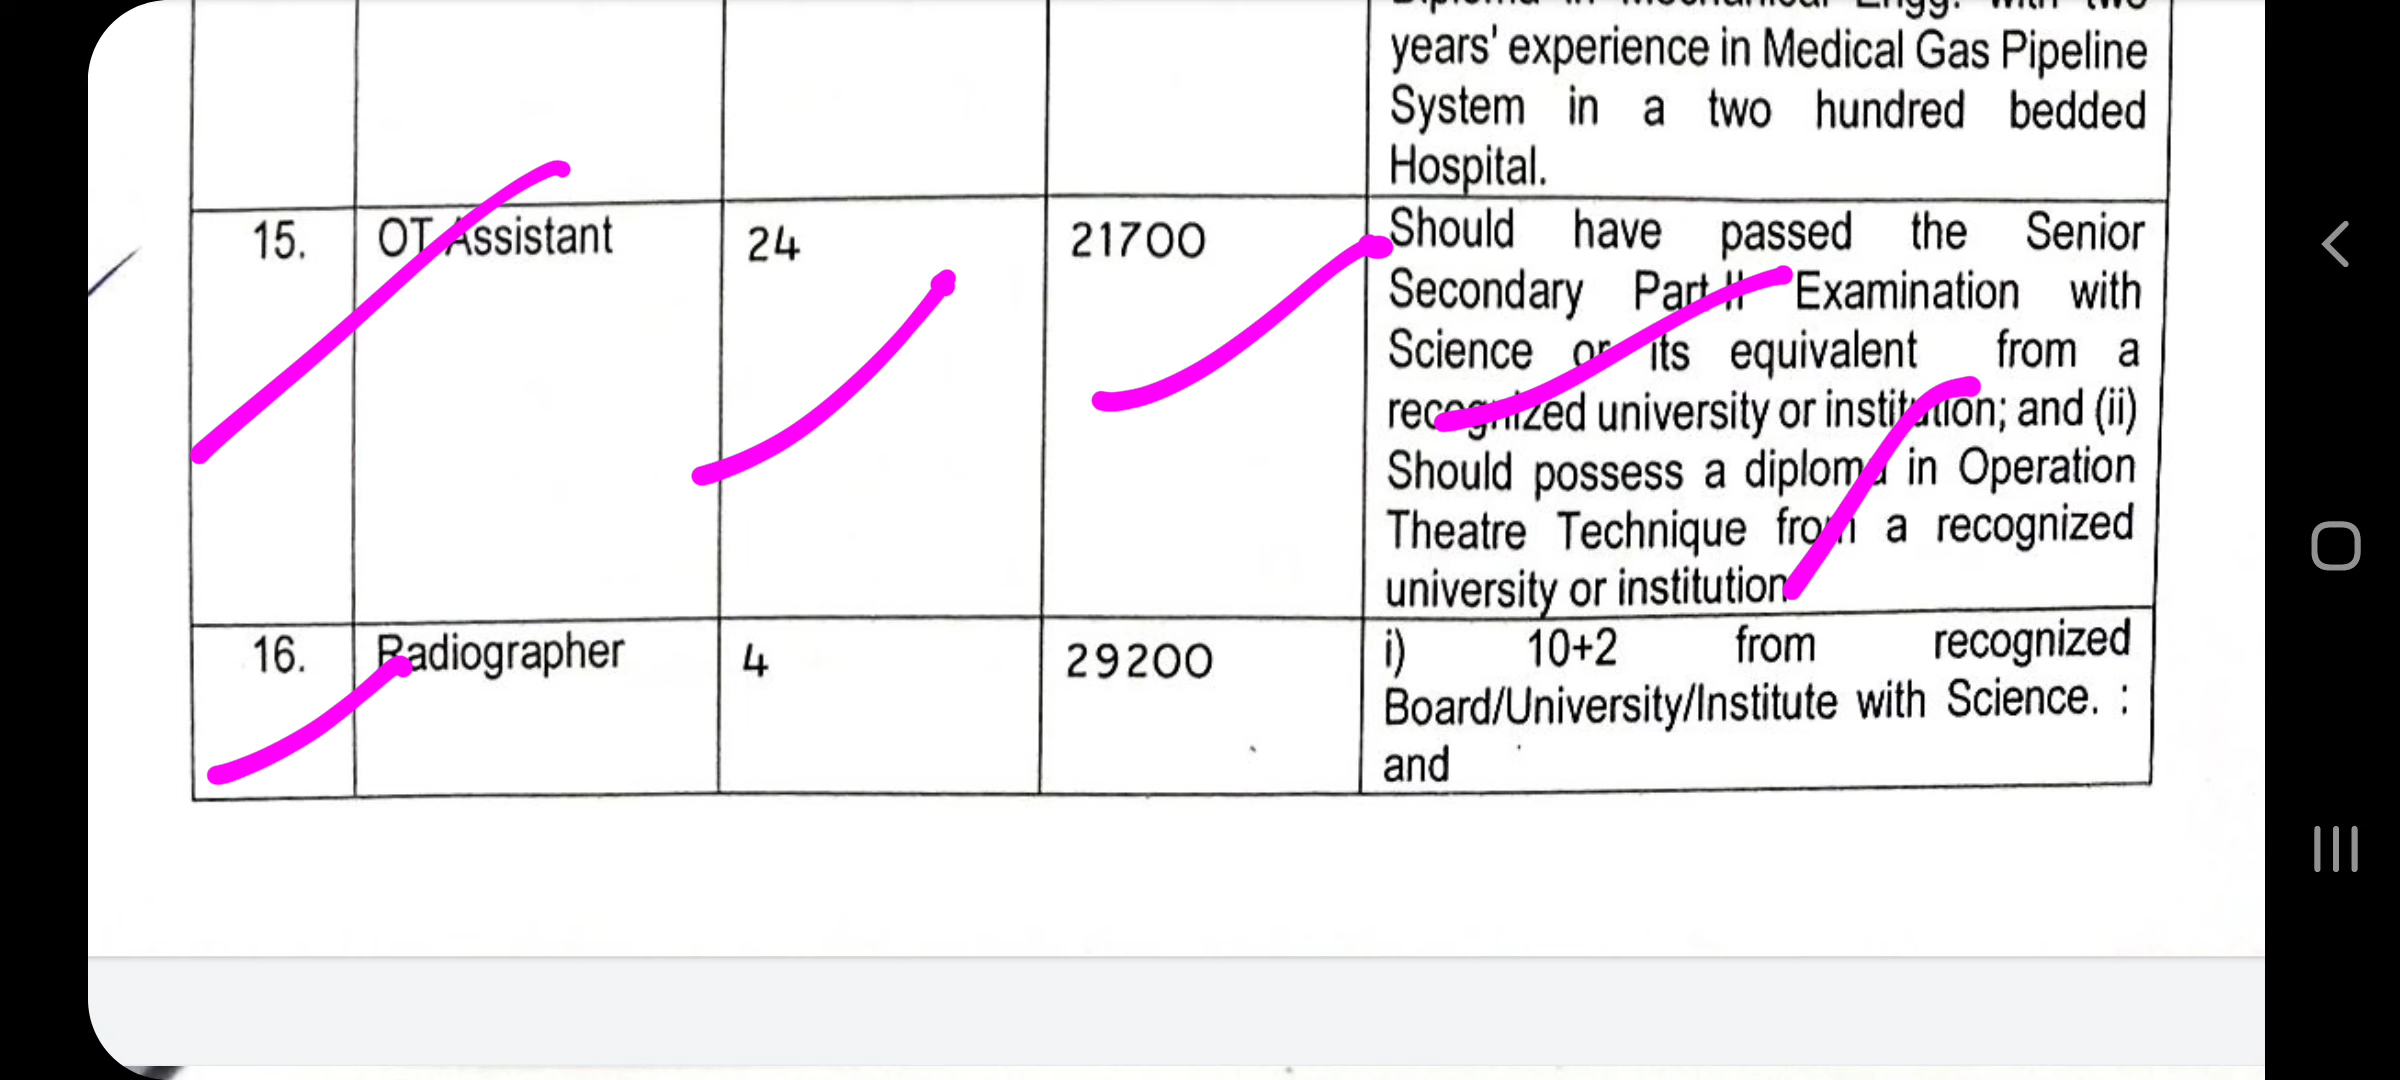 years' experience in Medical Gas Pipeline
System in a two hundred bedded
Hospital.
15. OT Assistant 24 21700 Should have passed the Senior
Secondary Part-II Examination with
Science or its equivalent from a
recognized university or institution; and (ii)
Should possess a diploma in Operation
Theatre Technique from a recognized
university or institution
16. Radiographer 4 29200 i) 10+2 from recognized
Board/University/Institute with Science. :
and